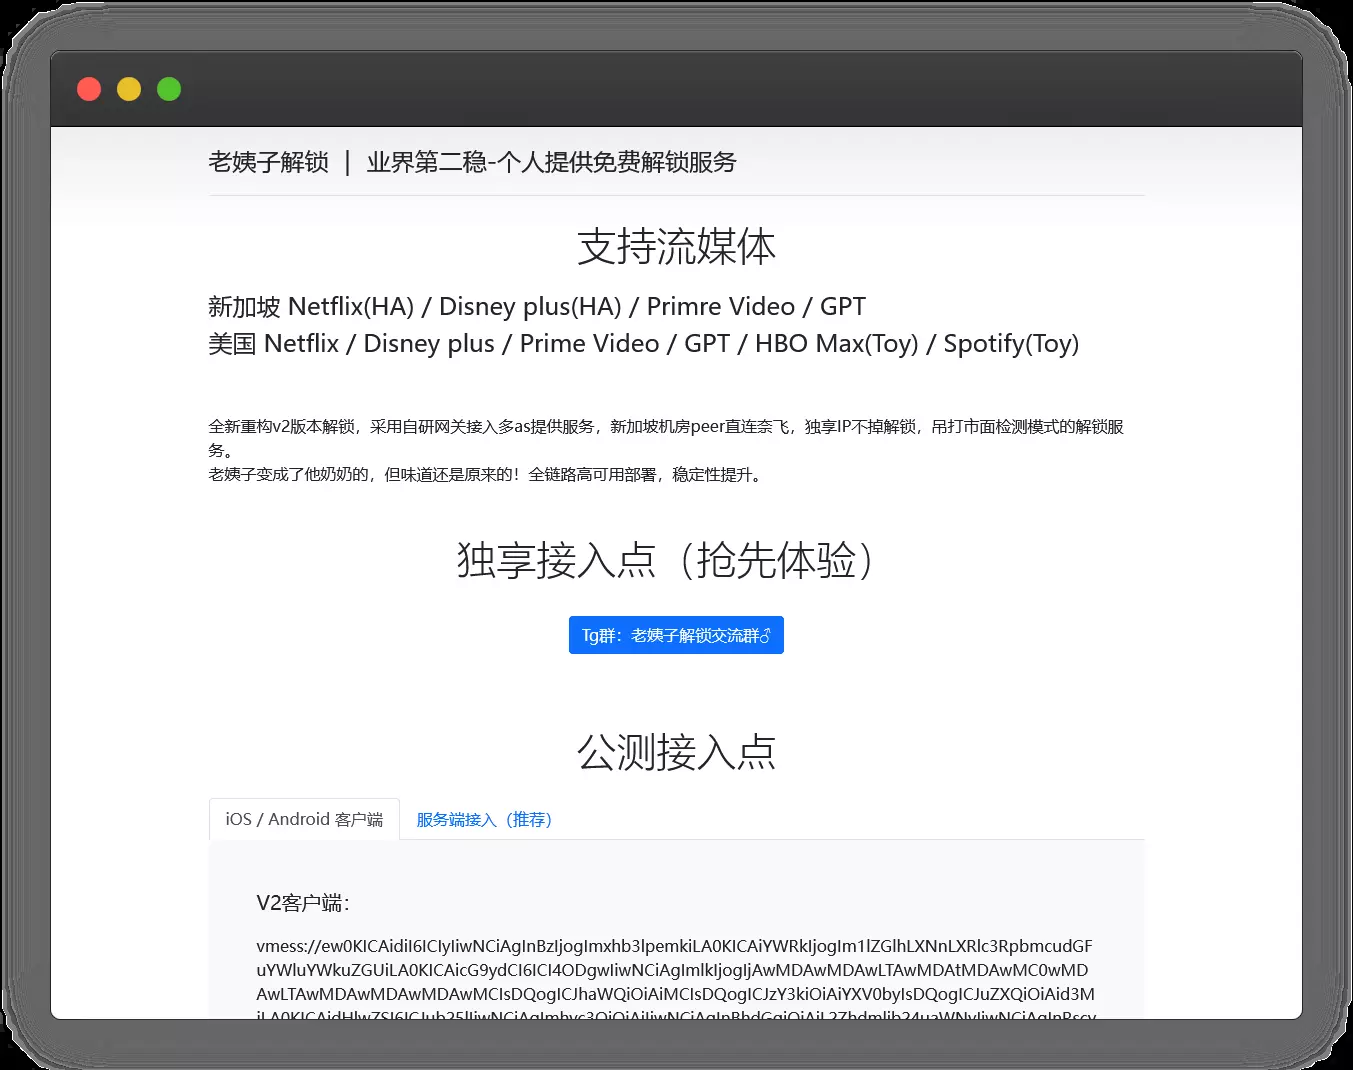 老姨子解锁 | 业界第二稳-个人提供免费解锁服务
支持流媒体
新加坡 Netflix(HA) / Disney plus(HA) / Primre Video / GPT
美国 Netflix / Disney plus / Prime Video / GPT / HBO Max(Toy) / Spotify(Toy)
全新重构v2版本解锁，采用自研网关接入多as提供服务，新加坡机房peer直连奈飞，独享IP不掉解锁，吊打市面检测模式的解锁服
务。
老姨子变成了他奶奶的，但味道还是原来的！全链路高可用部署，稳定性提升。
独享接入点（抢先体验）
Tg群：老姨子解锁交流群♂
公测接入点
iOS / Android 客户端
服务端接入（推荐）
V2客户端：
vmess://ew0KICAidiI6ICIyIiwNCiAgInBzIjogImxhb3lpemkiLA0KICAiYWRkIjogIm1lZGlhLXNnLXRlc3RpbmcudGF
uYWluYWkuZGUiLA0KICAicG9ydCI6ICI4ODgwIiwNCiAgImlkIjogIjAwMDAwMDAwLTAwMDAtMDAwMC0wMD
AwLTAwMDAwMDAwMDAwMCIsDQogICJhaWQiOiAiMCIsDQogICJzY3kiOiAiYXV0byIsDQogICJuZXQiOiAid3M